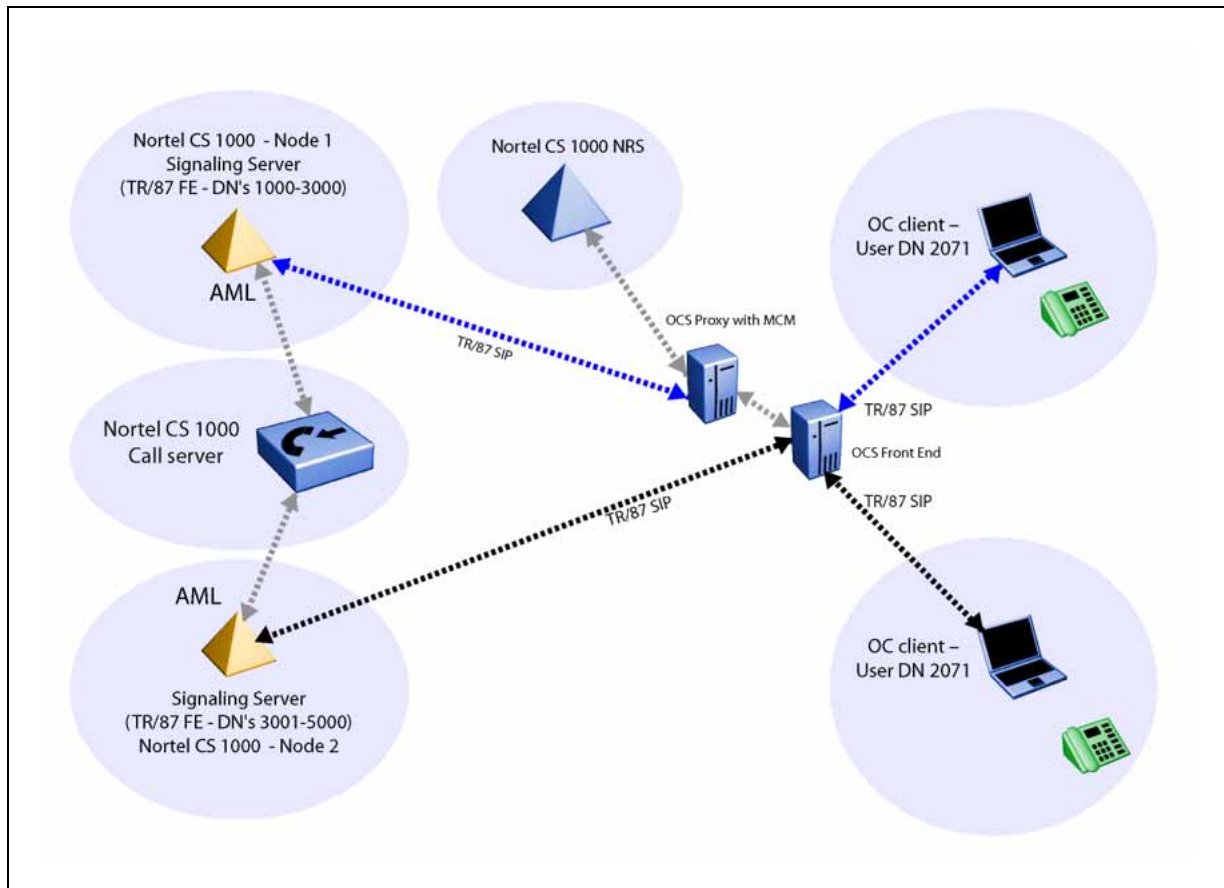 Nortel CS 1000 - Node 1
Signaling Server
(TR/87 FE - DN's 1000-3000)
AML
Nortel CS 1000 NRS
OC client –
User DN 2071
OCS Proxy with MCM
TR/87 SIP
TR/87 SIP
OCS Front End
Nortel CS 1000
Call server
TR/87 SIP
TR/87 SIP
AML
Signaling Server
(TR/87 FE - DN's 3001-5000)
Nortel CS 1000 - Node 2
OC client –
User DN 2071